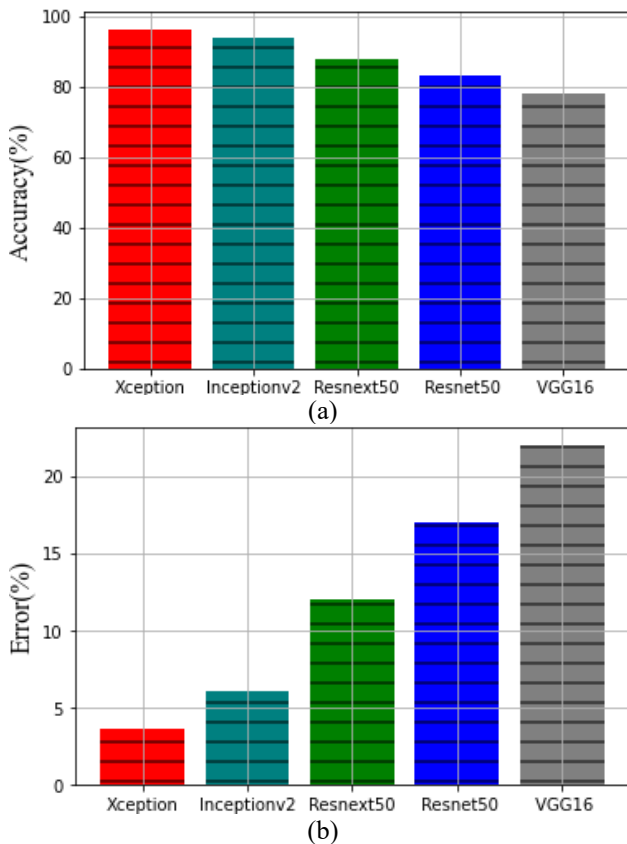 Accuracy(%)
100
80
60
40
20
0
Xception Inceptionv2 Resnext50 Resnet50 VGG16
(a)
Error(%)
20
15
10
5
0
Xception Inceptionv2 Resnext50 Resnet50 VGG16
(b)